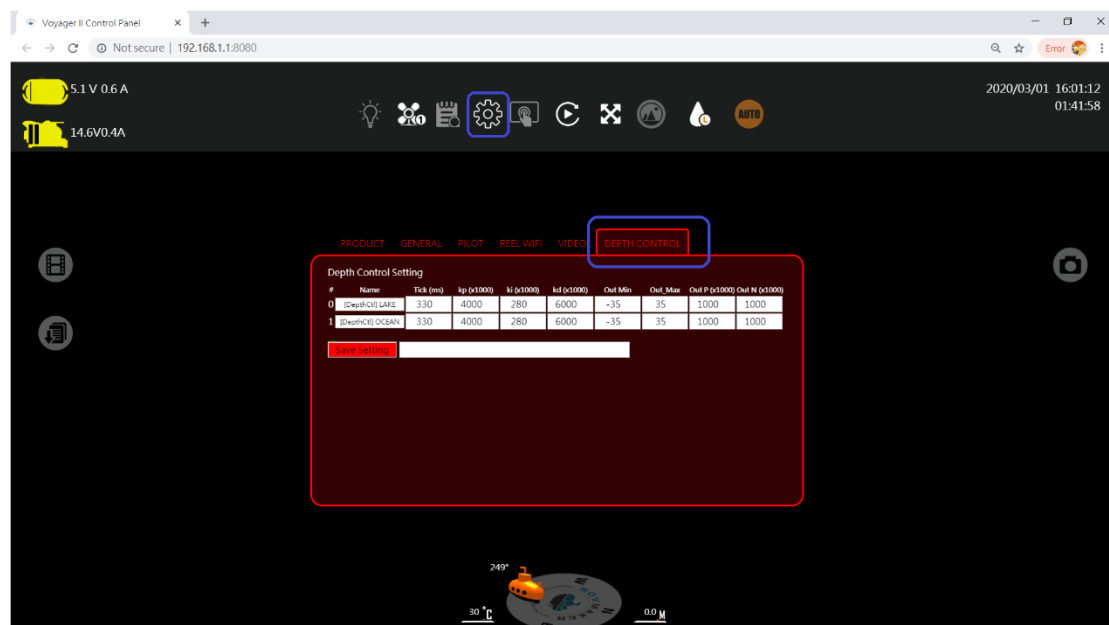 Voyager II Control Panel
Not secure | 192.168.1.1:8080
Error
5.1 V 0.6 A
2020/03/01 16:01:12
01:41:58
AUTO
L
14.6V0.4A
PRODUCT GENERAL PILOT REEL WIFI VIDEO DEPTH CONTROL
Depth Control Setting
# Name Tick (ms) kp (x1000) ki (x1000) kd (x1000) Out Min Out_Max Out P (x1000) Out N (x1000)
0 [DepthCtl] LAKE 330 4000 280 6000 -35 35 1000 1000
1 [DepthCtl] OCEAN 330 4000 280 6000 -35 35 1000 1000
Save Setting
249°
N
ROVMAKER
30 °C
0.0 M